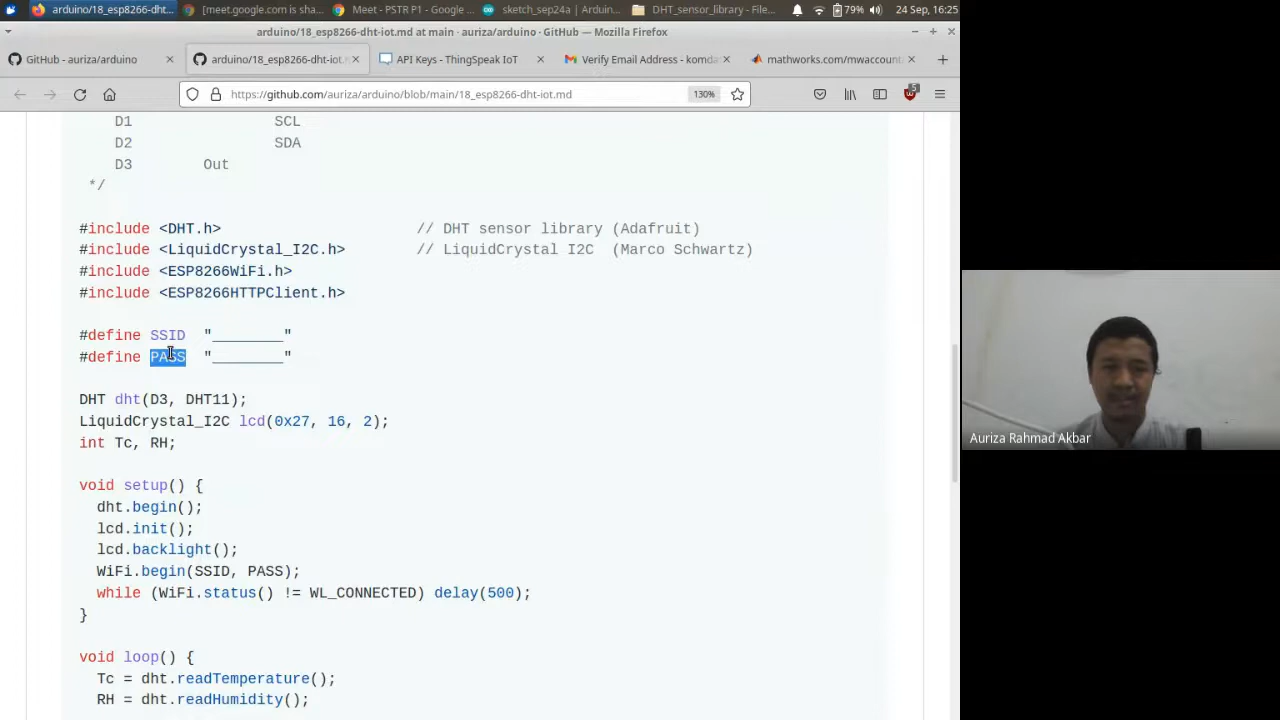 arduino/18_esp8266-dht...
[meet.google.com is sha...
Meet - PSTR P1 - Google ...
sketch_sep24a | Arduin...
DHT_sensor_library - File...
79%
24 Sep, 16:25
arduino/18_esp8266-dht-iot.md at main · auriza/arduino · GitHub — Mozilla Firefox
GitHub - auriza/arduino
arduino/18_esp8266-dht-iot.
API Keys - ThingSpeak IoT
Verify Email Address - komda
mathworks.com/mwaccount
https://github.com/auriza/arduino/blob/main/18_esp8266-dht-iot.md
130%
5
D1 SCL
D2 SDA
D3 Out
*/
#include <DHT.h> // DHT sensor library (Adafruit)
#include <LiquidCrystal_I2C.h> // LiquidCrystal I2C (Marco Schwartz)
#include <ESP8266WiFi.h>
#include <ESP8266HTTPClient.h>
#define SSID "________"
#define PASS "________"
DHT dht(D3, DHT11);
LiquidCrystal_I2C lcd(0x27, 16, 2);
int Tc, RH;
void setup() {
dht.begin();
lcd.init();
lcd.backlight();
WiFi.begin(SSID, PASS);
while (WiFi.status() != WL_CONNECTED) delay(500);
}
void loop() {
Tc = dht.readTemperature();
RH = dht.readHumidity();
Auriza Rahmad Akbar